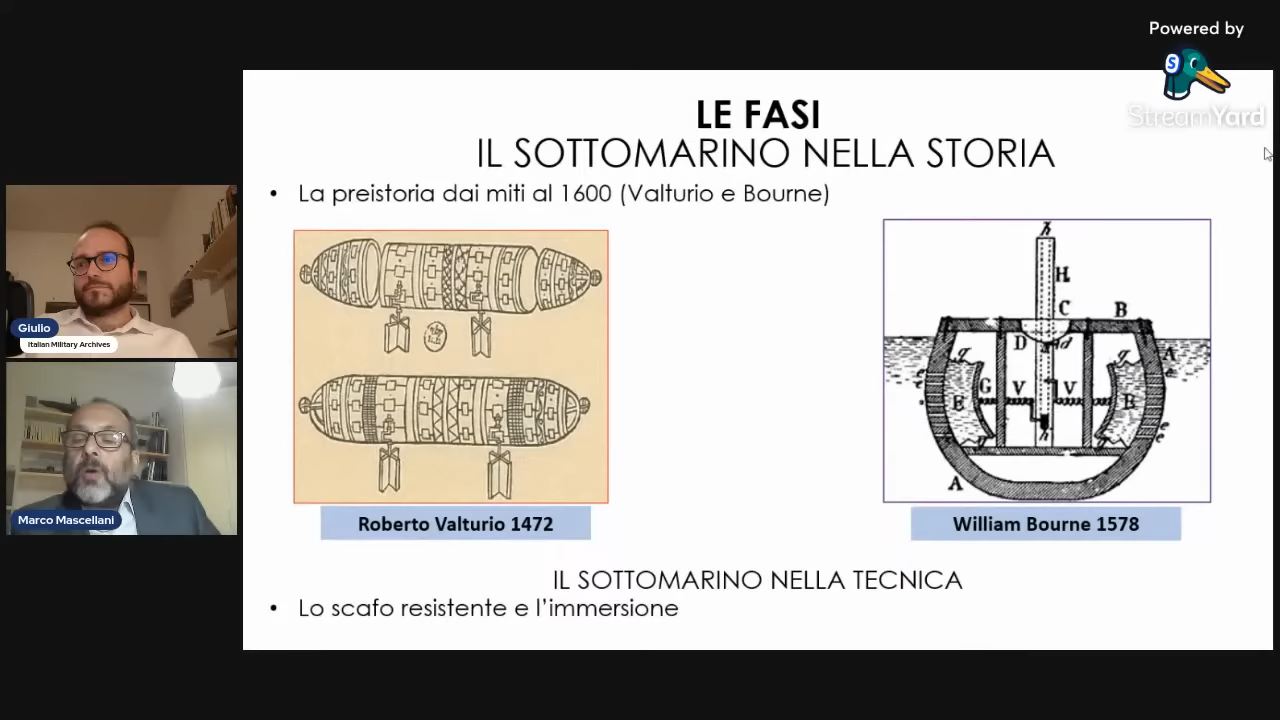 Powered by
StreamYard
LE FASI
IL SOTTOMARINO NELLA STORIA
• La preistoria dai miti al 1600 (Valturio e Bourne)
h
H.
C
B
D
d
A
g
g
e
e
e
G
V
V
E
B
e
e
h
g
g
A
Roberto Valturio 1472
William Bourne 1578
IL SOTTOMARINO NELLA TECNICA
• Lo scafo resistente e l’immersione
Giulio
Italian Military Archives
Marco Mascellani